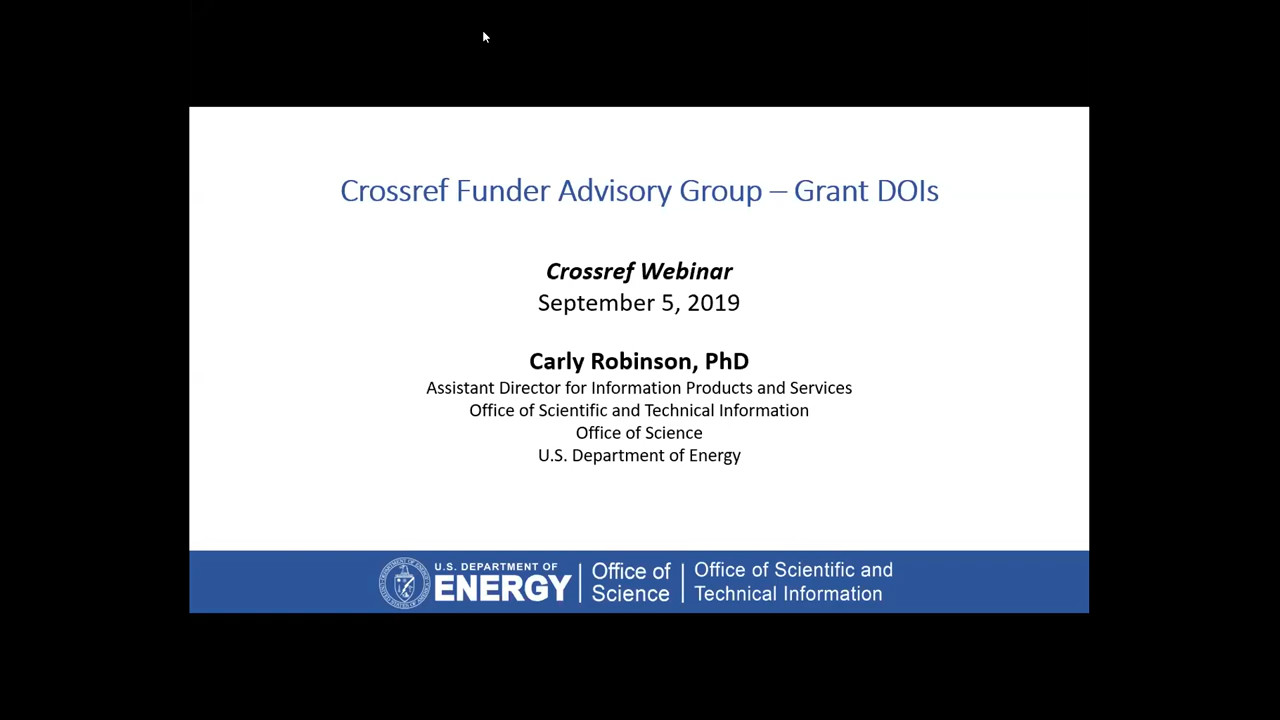 Crossref Funder Advisory Group – Grant DOIs
Crossref Webinar
September 5, 2019
Carly Robinson, PhD
Assistant Director for Information Products and Services
Office of Scientific and Technical Information
Office of Science
U.S. Department of Energy
U.S. DEPARTMENT OF
ENERGY
Office of
Science
Office of Scientific and
Technical Information